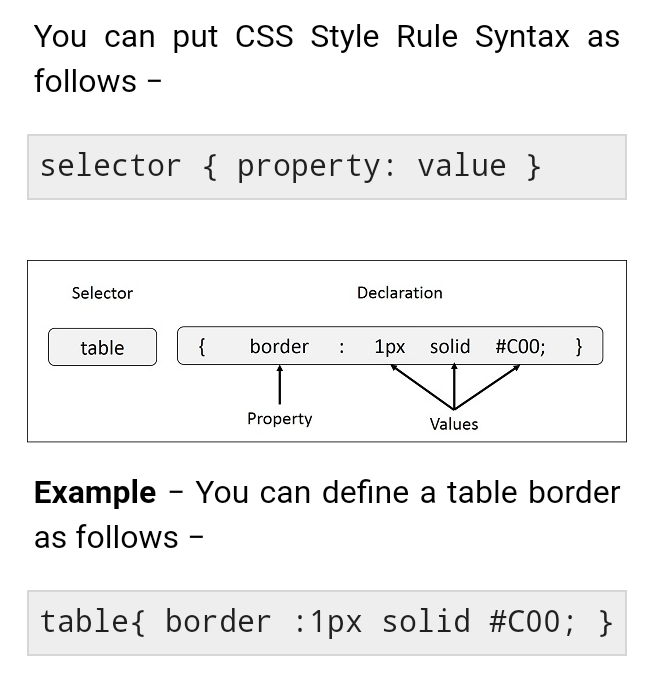 You can put CSS Style Rule Syntax as
follows −
selector { property: value }
Selector Declaration
table { border : 1px solid #C00; }
Property Values
Example − You can define a table border
as follows −
table{ border :1px solid #C00; }